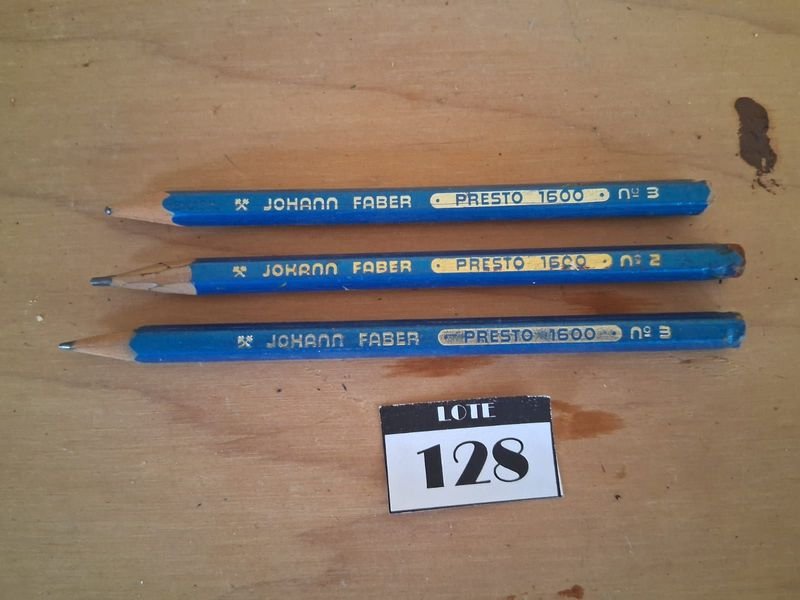 JOHANN FABER PRESTO 1600 nº 3
JOHANN FABER PRESTO 1600 nº 2
JOHANN FABER PRESTO 1600 nº 3
LOTE
128